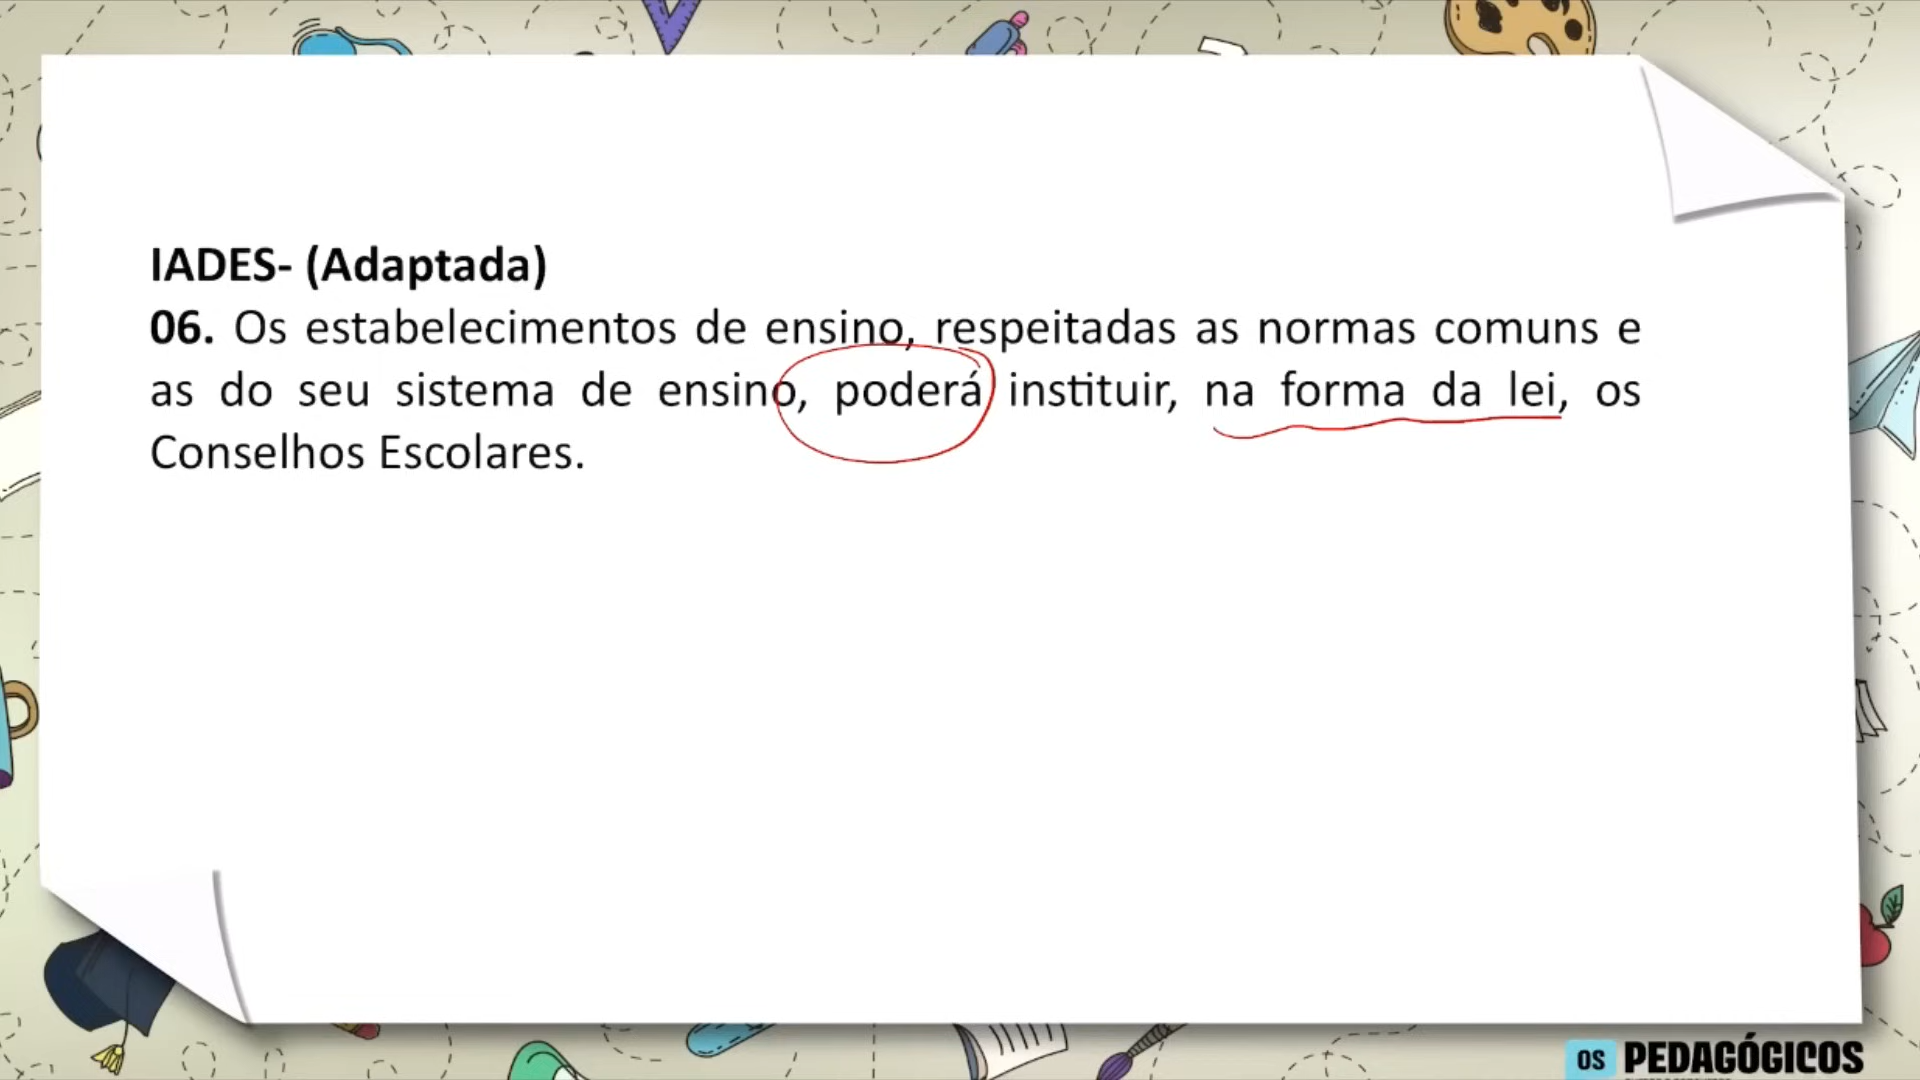 IADES- (Adaptada)
06. Os estabelecimentos de ensino, respeitadas as normas comuns e
as do seu sistema de ensino, poderá instituir, na forma da lei, os
Conselhos Escolares.
OS PEDAGÓGICOS